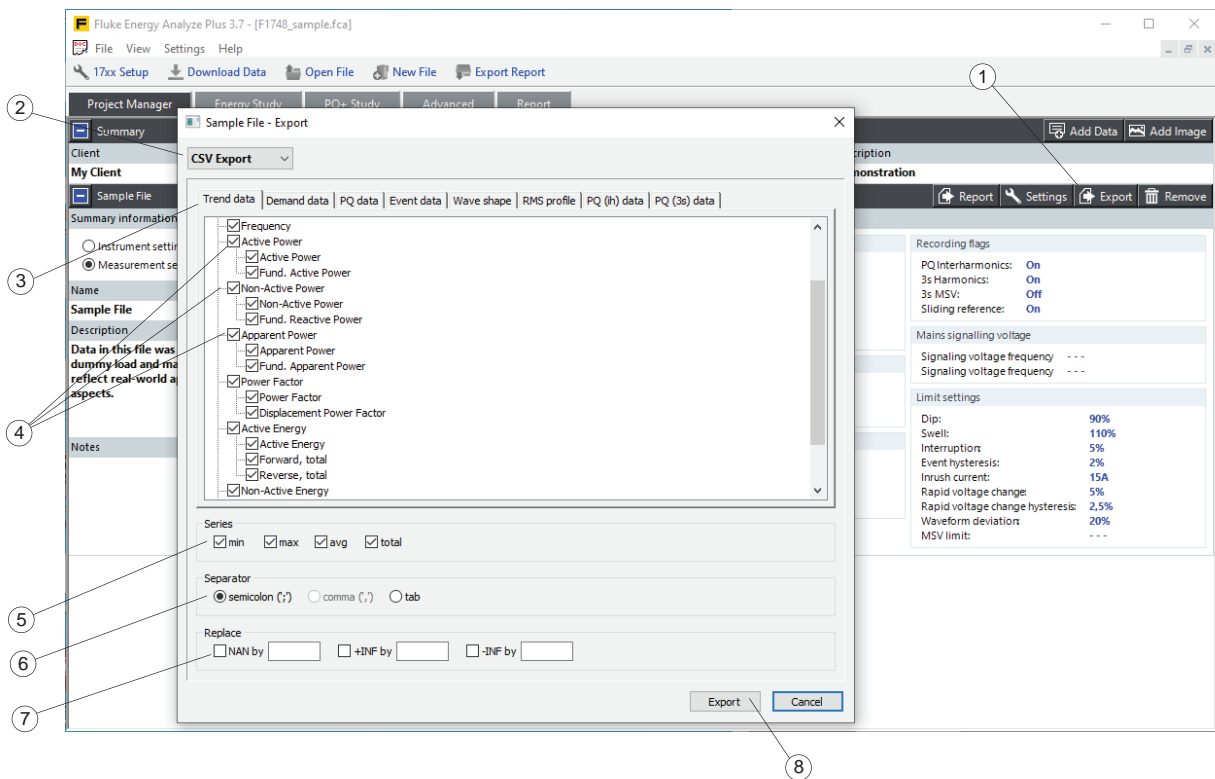 Fluke Energy Analyze Plus 3.7 - [F1748_sample.fca]
File View Settings Help
17xx Setup Download Data Open File New File Export Report
1
Project Manager Energy Study PQ+ Study Advanced Report
2
Sample File - Export
Summary
Add Data Add Image
Client
cription
CSV Export
My Client
monstration
Sample File
Report Settings Export Remove
Trend data Demand data PQ data Event data Wave shape RMS profile PQ (ih) data PQ (3s) data
Summary information
Frequency
Active Power
Active Power
Fund. Active Power
Non-Active Power
Non-Active Power
Fund. Reactive Power
Apparent Power
Apparent Power
Fund. Apparent Power
Power Factor
Power Factor
Displacement Power Factor
Active Energy
Active Energy
Forward, total
Reverse, total
Non-Active Energy
Instrument settin
Measurement se
3
Name
Sample File
Description
Data in this file was
dummy load and ma
reflect real-world a
aspects.
4
Notes
Recording flags
PQ Interharmonics: On
3s Harmonics: On
3s MSV: Off
Sliding reference: On
Mains signalling voltage
Signaling voltage frequency - - -
Signaling voltage frequency - - -
Limit settings
Dip: 90%
Swell: 110%
Interruption: 5%
Event hysteresis: 2%
Inrush current: 15A
Rapid voltage change: 5%
Rapid voltage change hysteresis: 2,5%
Waveform deviation: 20%
MSV limit: - - -
Series
min max avg total
5
Separator
semicolon (';') comma (',') tab
6
Replace
NAN by +INF by -INF by
7
Export Cancel
8